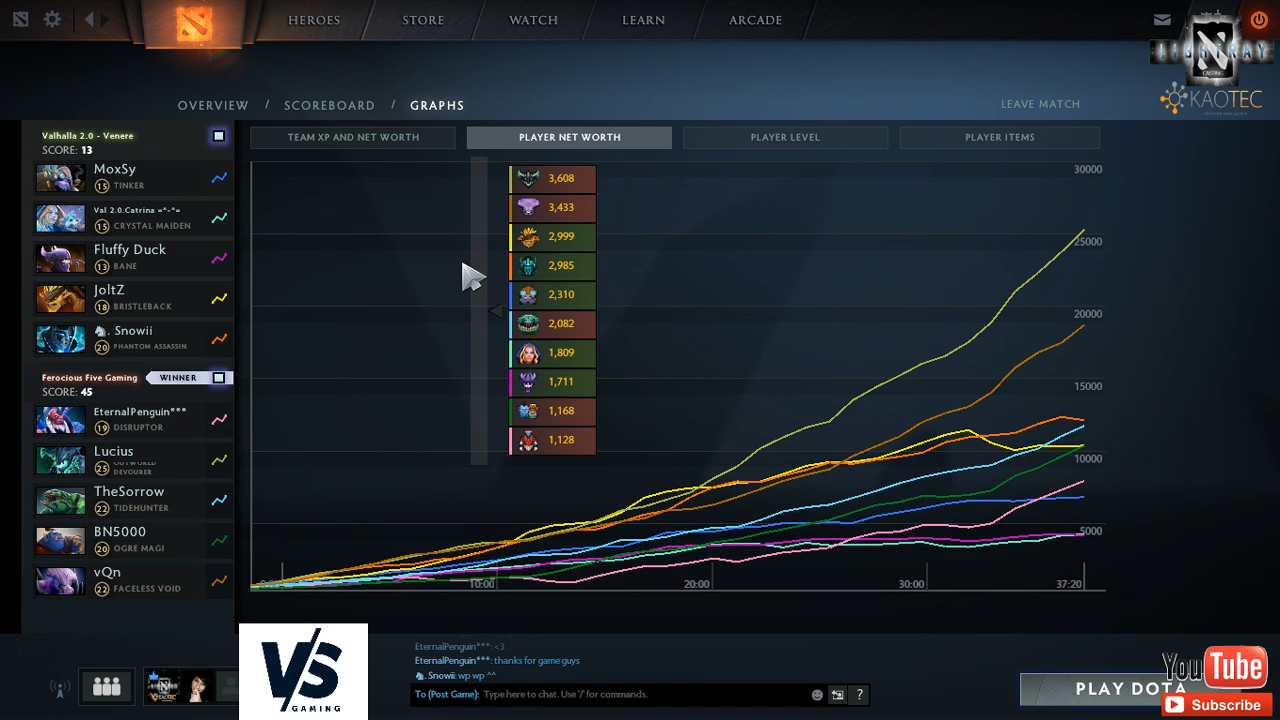 HEROES
STORE
WATCH
LEARN
ARCADE
LIGHTRAY
CASTING
KAOTEC
OVERVIEW / SCOREBOARD / GRAPHS
LEAVE MATCH
TEAM XP AND NET WORTH
PLAYER NET WORTH
PLAYER LEVEL
PLAYER ITEMS
Valhalla 2.0 - Venere
SCORE: 13
MoxSy
15 TINKER
Val 2.0.Catrina =^-^=
15 CRYSTAL MAIDEN
Fluffy Duck
13 BANE
JoltZ
18 BRISTLEBACK
. Snowii
20 PHANTOM ASSASSIN
Ferocious Five Gaming
WINNER
SCORE: 45
EternalPenguin***
19 DISRUPTOR
Lucius
25 OUTWORLD DEVOURER
TheSorrow
22 TIDEHUNTER
BN5000
20 OGRE MAGI
vQn
22 FACELESS VOID
3,608
3,433
2,999
2,985
2,310
2,082
1,809
1,711
1,168
1,128
30000
25000
20000
15000
10000
5000
10:00
20:00
30:00
37:20
VS
GAMING
EternalPenguin***: <3
EternalPenguin***: thanks for game guys
. Snowii: wp wp ^^
To (Post Game): Type here to chat. Use '/' for commands.
?
PLAY DOTA
YouTube
Subscribe